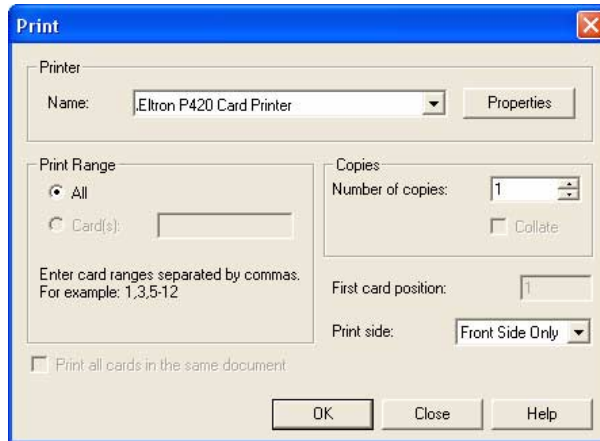 Print
Printer
Name:
.Eltron P420 Card Printer
Properties
Print Range
All
Card(s):
Enter card ranges separated by commas.
For example: 1,3,5-12
Print all cards in the same document
Copies
Number of copies:
1
Collate
First card position:
1
Print side:
Front Side Only
OK
Close
Help